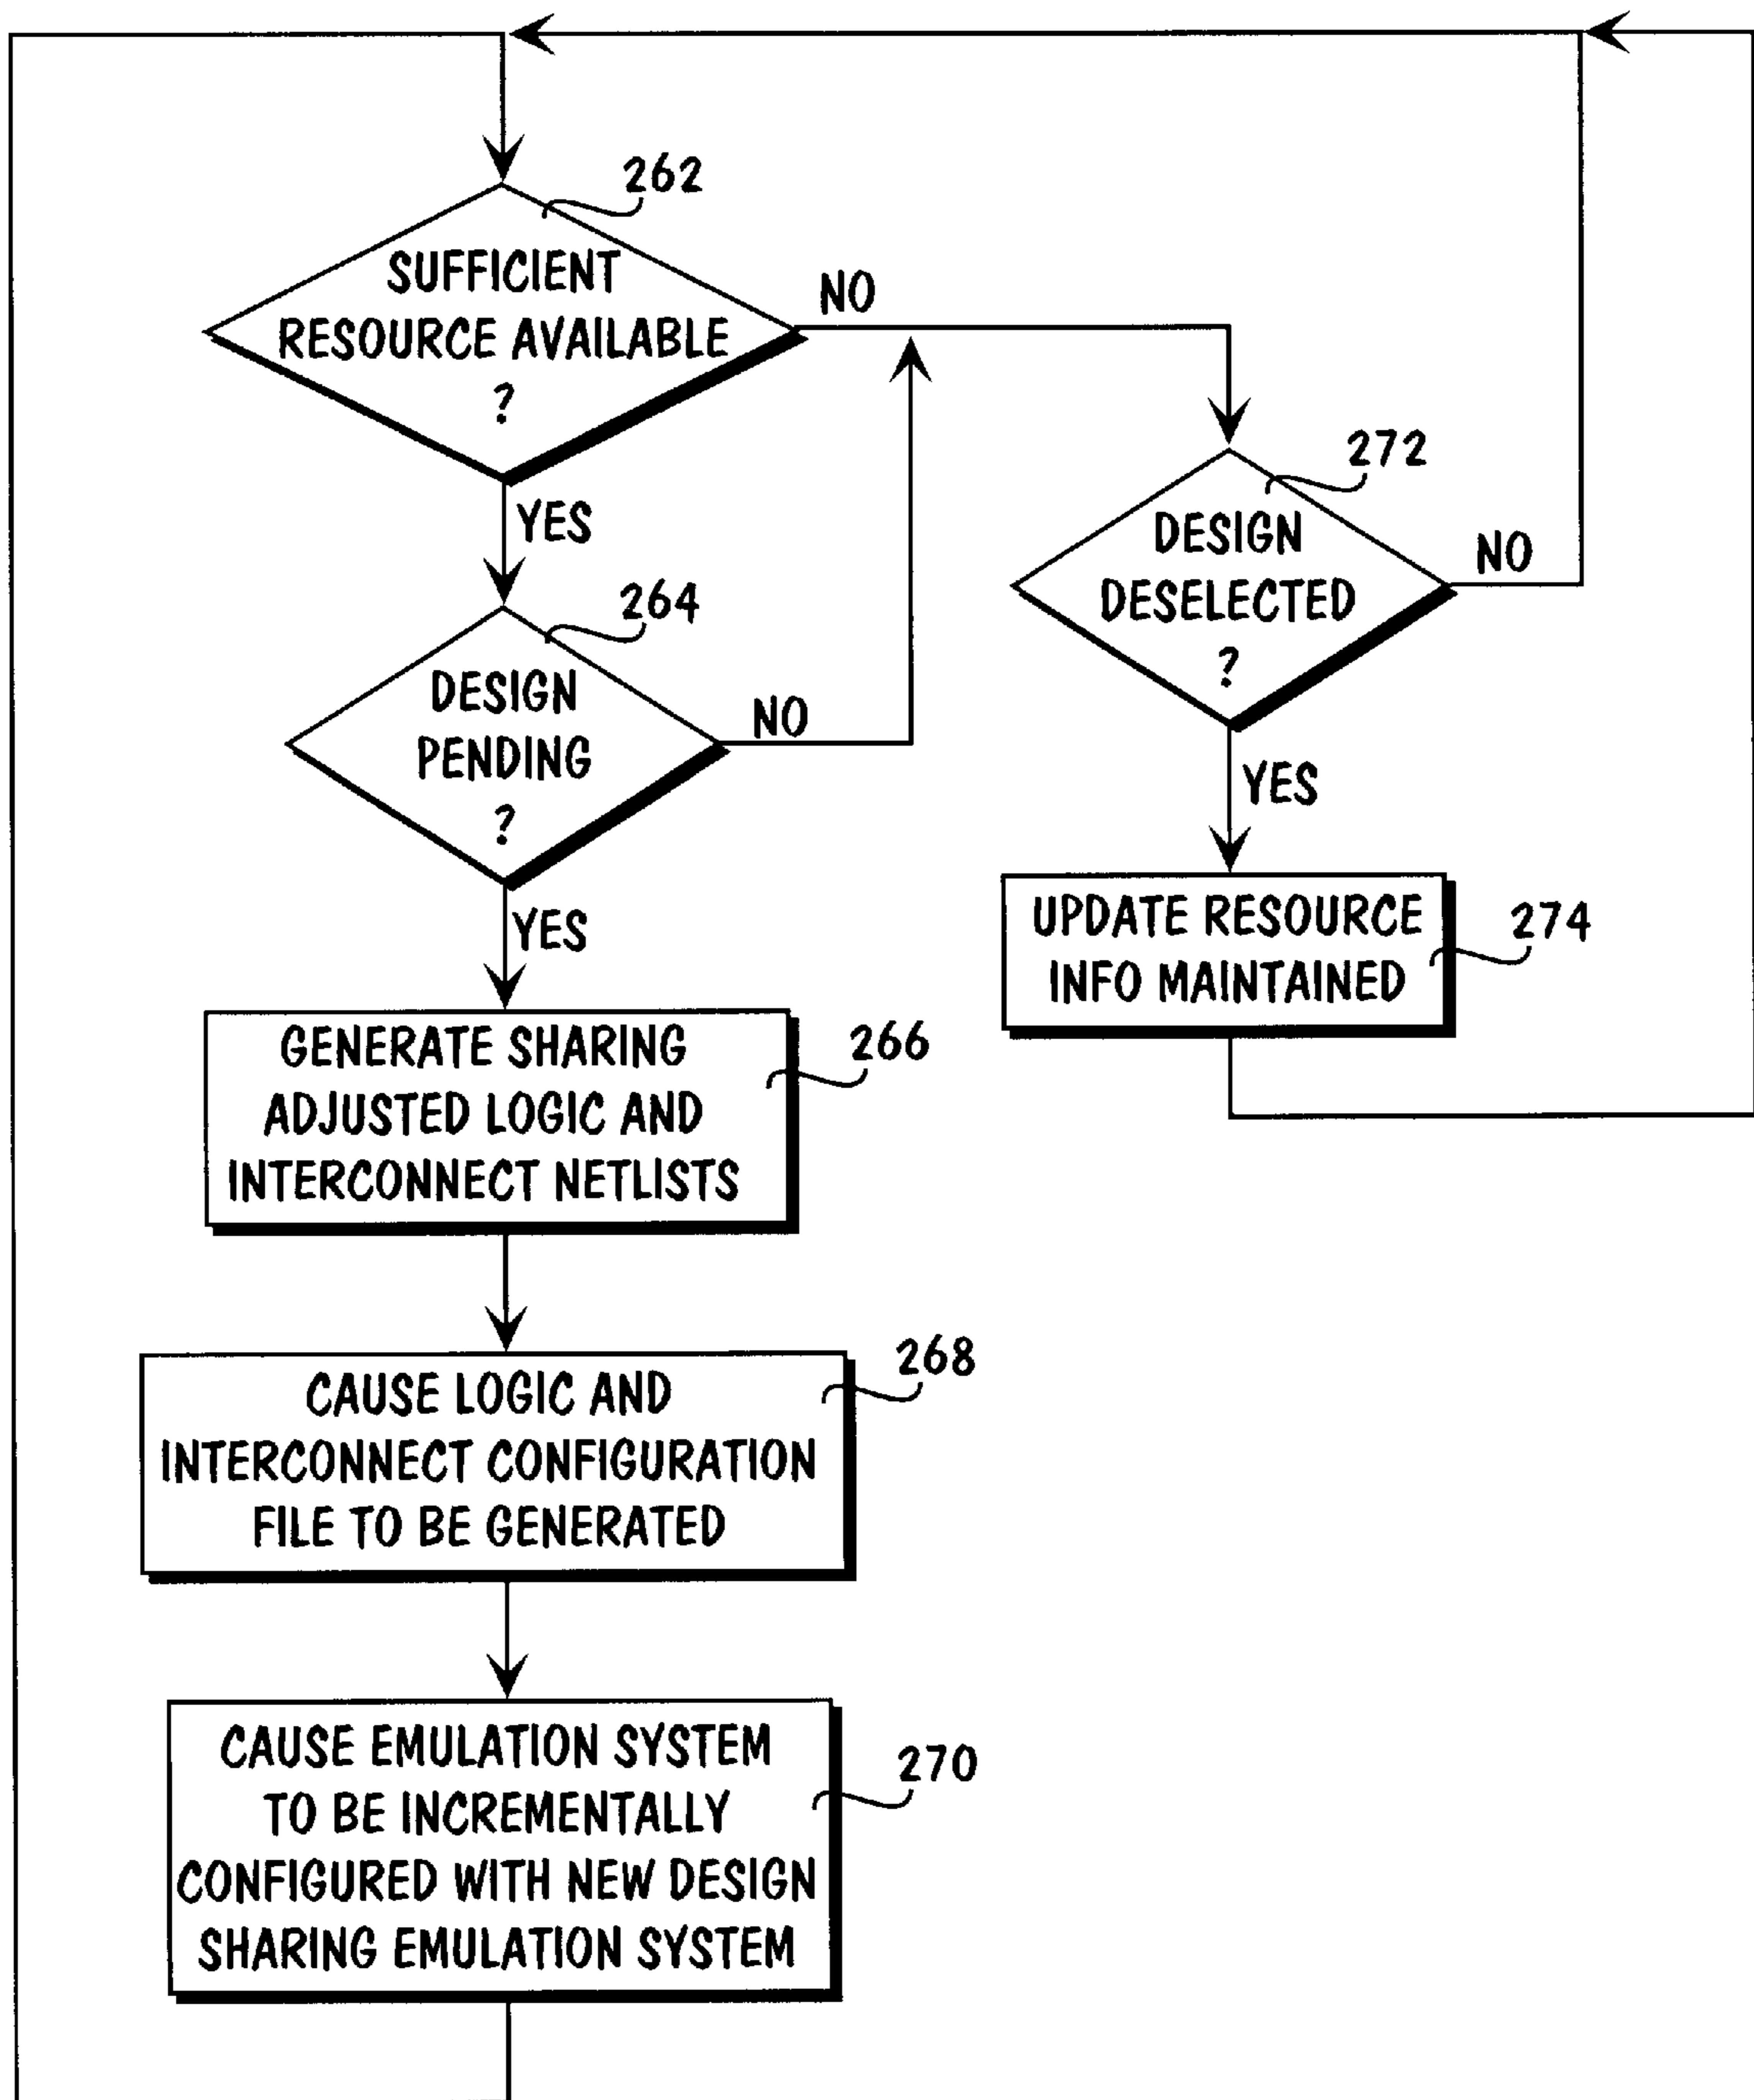 262
SUFFICIENT
RESOURCE AVAILABLE
?
NO
YES
264
DESIGN
PENDING
?
NO
YES
272
DESIGN
DESELECTED
?
NO
YES
UPDATE RESOURCE
INFO MAINTAINED
274
GENERATE SHARING
ADJUSTED LOGIC AND
INTERCONNECT NETLISTS
266
CAUSE LOGIC AND
INTERCONNECT CONFIGURATION
FILE TO BE GENERATED
268
CAUSE EMULATION SYSTEM
TO BE INCREMENTALLY
CONFIGURED WITH NEW DESIGN
SHARING EMULATION SYSTEM
270